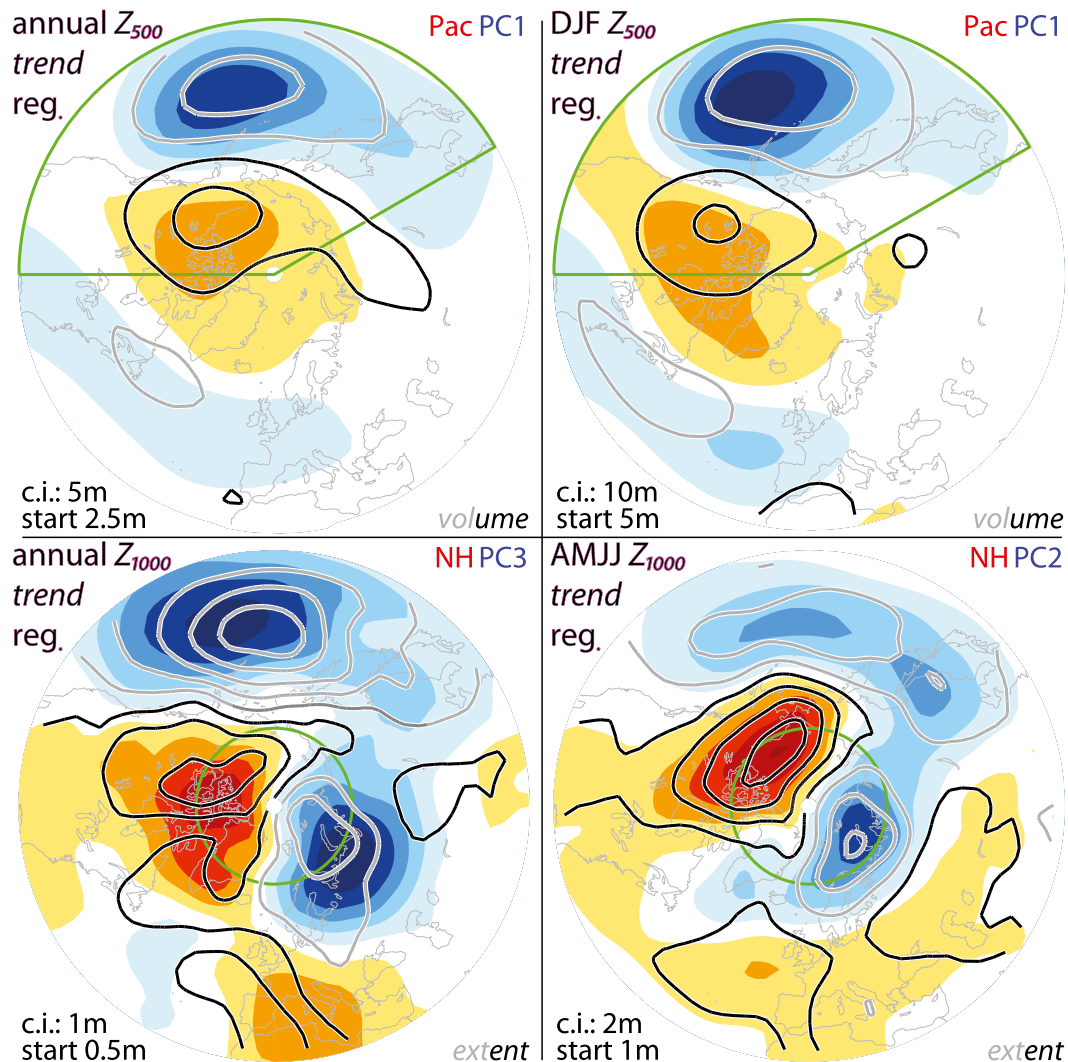 annual Z500 Pac PC1
trend
reg.
c.i.: 5m
start 2.5m volume
DJF Z500 Pac PC1
trend
reg.
c.i.: 10m
start 5m volume
annual Z1000 NH PC3
trend
reg.
c.i.: 1m
start 0.5m extent
AMJJ Z1000 NH PC2
trend
reg.
c.i.: 2m
start 1m extent